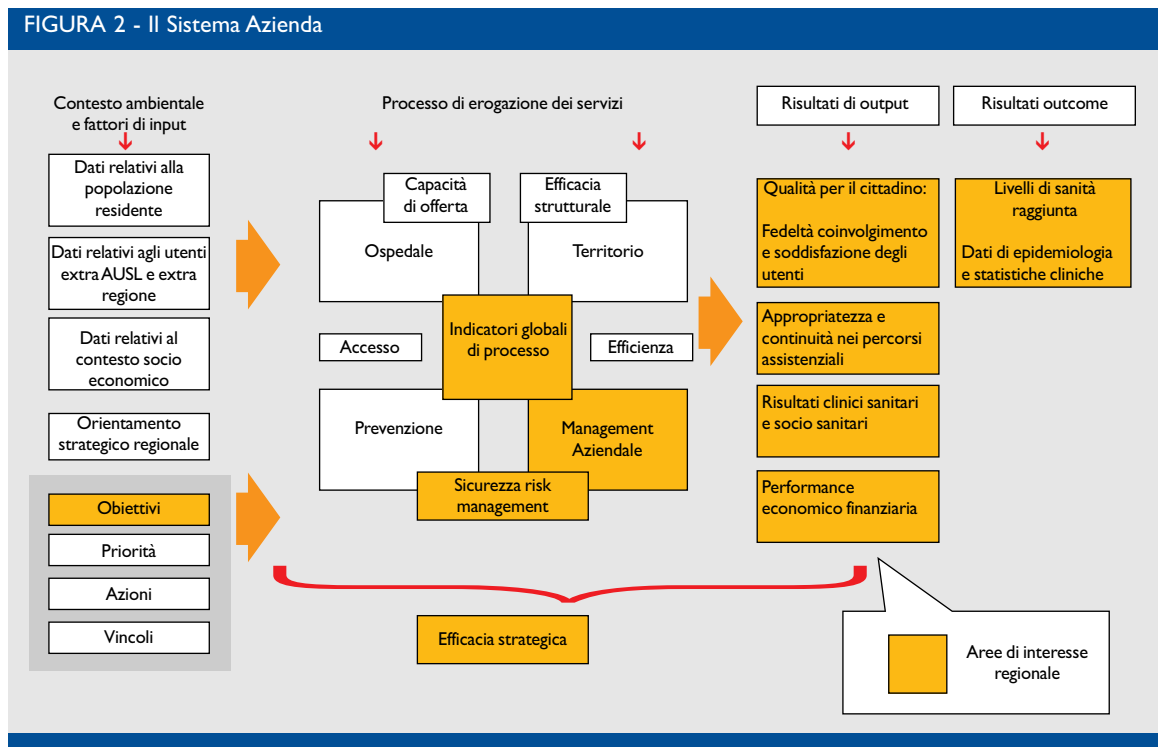 FIGURA 2 - Il Sistema Azienda
Contesto ambientale
e fattori di input
Dati relativi alla
popolazione
residente
Dati relativi agli utenti
extra AUSL e extra
regione
Dati relativi al
contesto socio
economico
Orientamento
strategico regionale
Obiettivi
Priorità
Azioni
Vincoli
Processo di erogazione dei servizi
Capacità
di offerta
Efficacia
strutturale
Ospedale
Territorio
Indicatori globali
di processo
Accesso
Efficienza
Prevenzione
Management
Aziendale
Sicurezza risk
management
Efficacia strategica
Risultati di output
Qualità per il cittadino:
Fedeltà coinvolgimento
e soddisfazione degli
utenti
Appropriatezza e
continuità nei percorsi
assistenziali
Risultati clinici sanitari
e socio sanitari
Performance
economico finanziaria
Risultati outcome
Livelli di sanità
raggiunta
Dati di epidemiologia
e statistiche cliniche
Aree di interesse
regionale